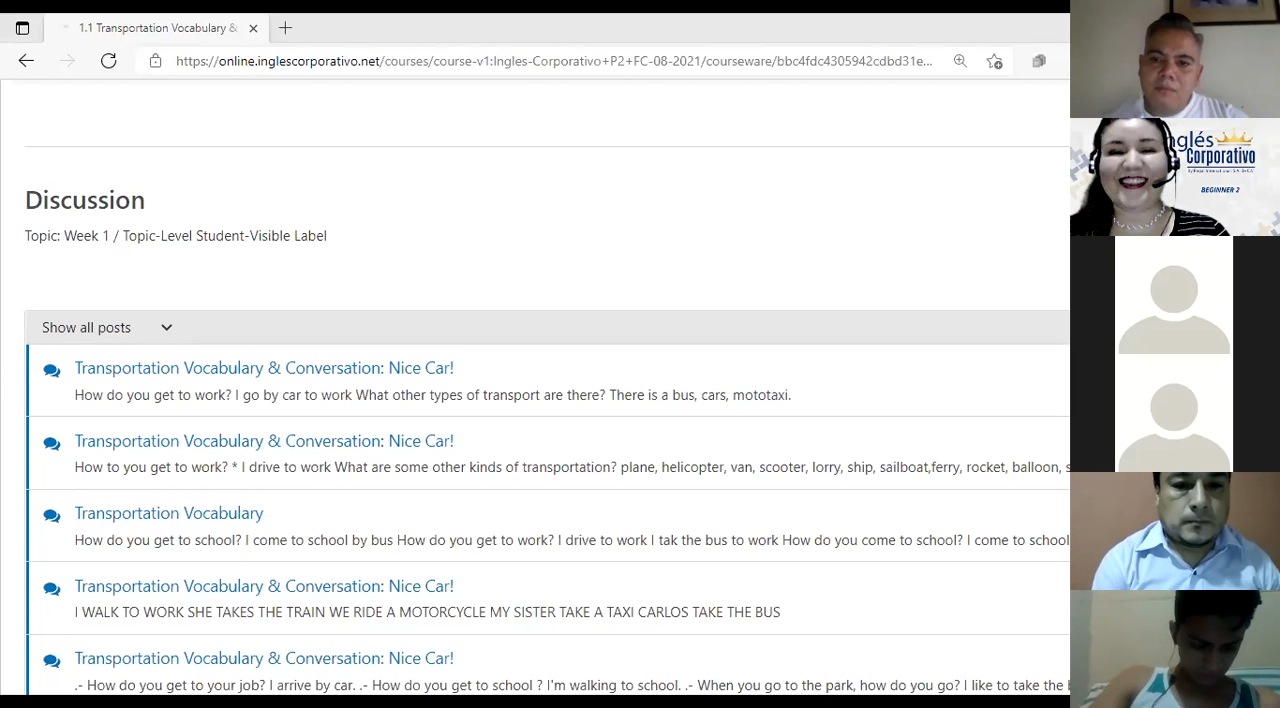 1.1 Transportation Vocabulary &
https://online.inglescorporativo.net/courses/course-v1:Ingles-Corporativo+P2+FC-08-2021/courseware/bbc4fdc4305942cdbd31e...
Discussion
Topic: Week 1 / Topic-Level Student-Visible Label
Show all posts
Transportation Vocabulary & Conversation: Nice Car!
How do you get to work? I go by car to work What other types of transport are there? There is a bus, cars, mototaxi.
Transportation Vocabulary & Conversation: Nice Car!
How to you get to work? * I drive to work What are some other kinds of transportation? plane, helicopter, van, scooter, lorry, ship, sailboat,ferry, rocket, balloon, s
Transportation Vocabulary
How do you get to school? I come to school by bus How do you get to work? I drive to work I tak the bus to work How do you come to school? I come to school
Transportation Vocabulary & Conversation: Nice Car!
I WALK TO WORK SHE TAKES THE TRAIN WE RIDE A MOTORCYCLE MY SISTER TAKE A TAXI CARLOS TAKE THE BUS
Transportation Vocabulary & Conversation: Nice Car!
.- How do you get to your job? I arrive by car. .- How do you get to school ? I'm walking to school. .- When you go to the park, how do you go? I like to take the
Inglés
Corporativo
BEGINNER 2